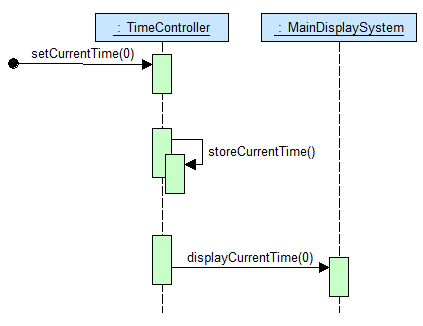 : TimeController
: MainDisplaySystem
setCurrentTime(0)
storeCurrentTime()
displayCurrentTime(0)